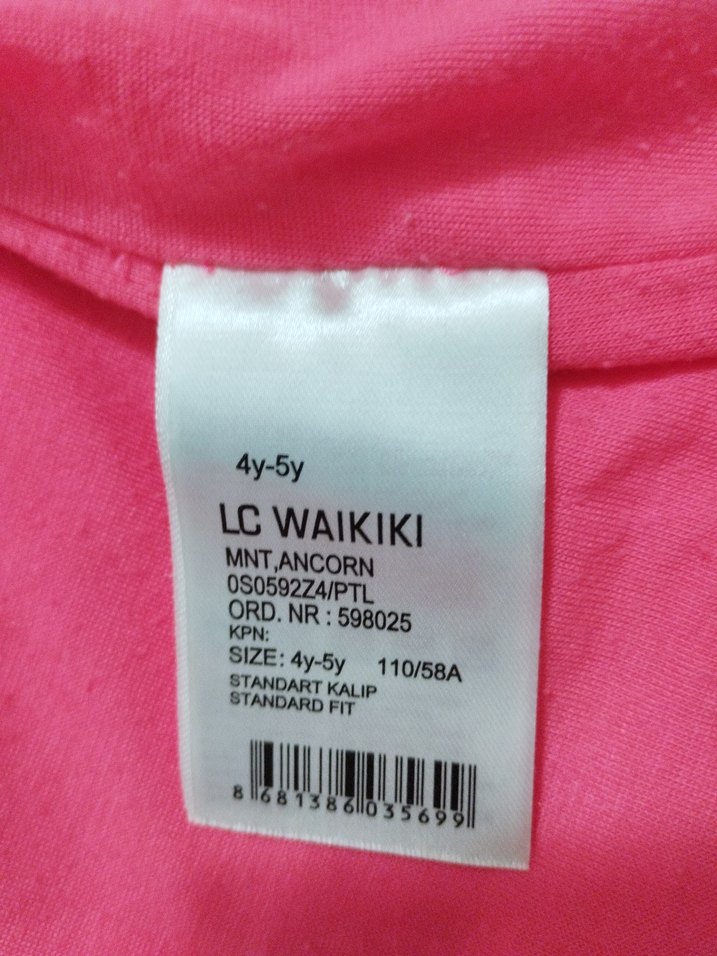 4y-5y
LC WAIKIKI
MNT,ANCORN
0S0592Z4/PTL
ORD. NR : 598025
KPN:
SIZE: 4y-5y 110/58A
STANDART KALIP
STANDARD FIT
8 681386 035699